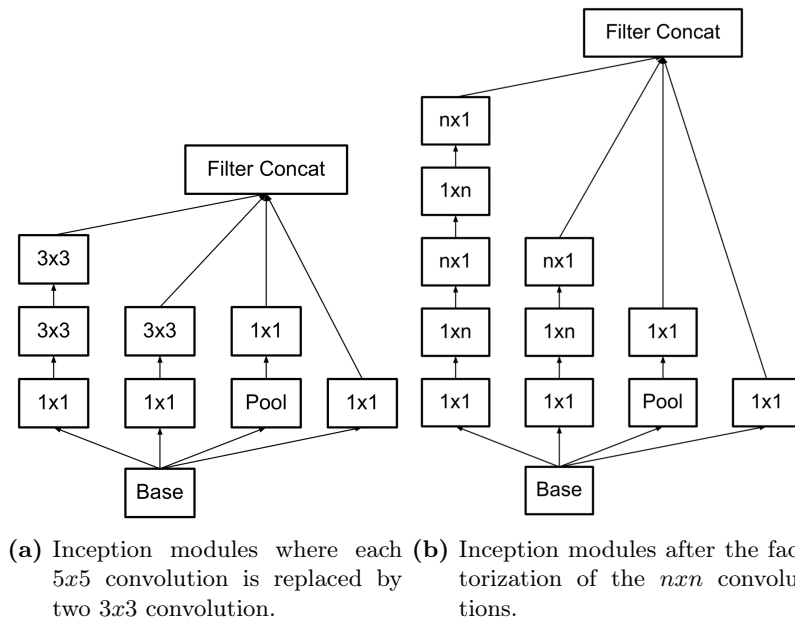 Filter Concat
3x3
3x3
3x3
1x1
1x1
1x1
Pool
1x1
Base
Filter Concat
nx1
1xn
nx1
nx1
1xn
1xn
1x1
1x1
1x1
Pool
1x1
Base
(a) Inception modules where each
5x5 convolution is replaced by
two 3x3 convolution.
(b) Inception modules after the fac
torization of the nxn convolu
tions.